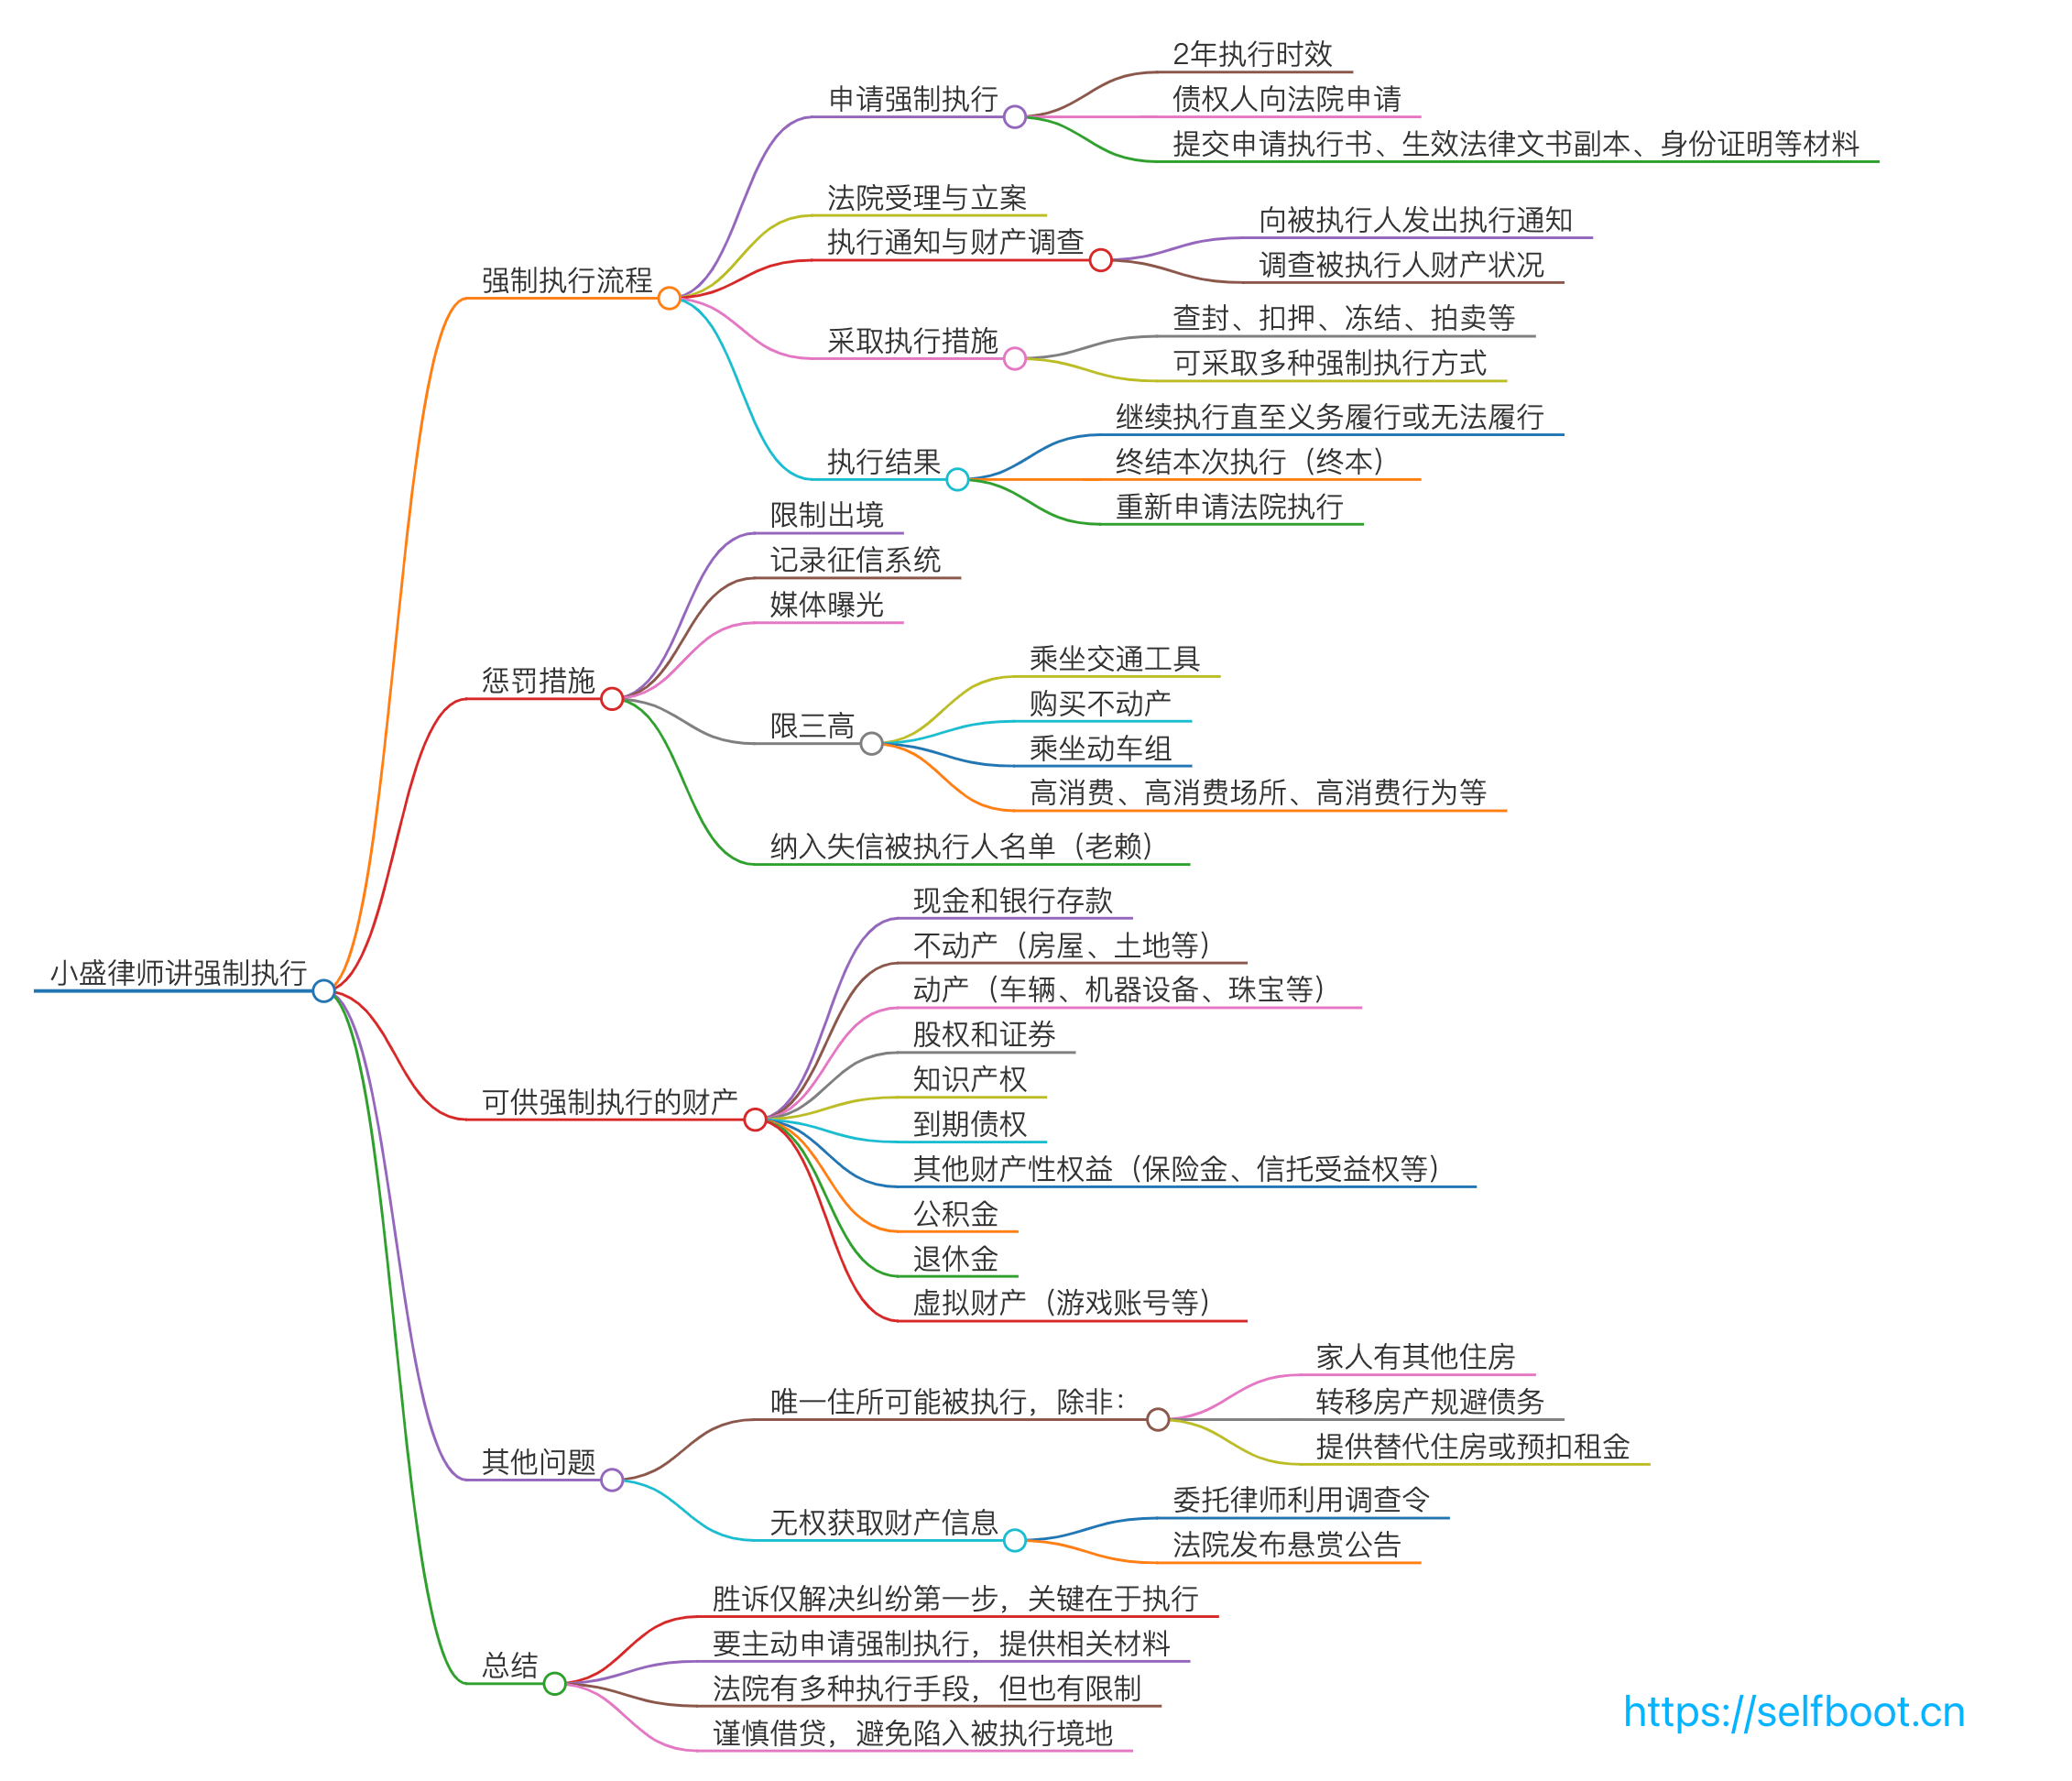 小盛律师讲强制执行
强制执行流程
申请强制执行
2年执行时效
债权人向法院申请
提交申请执行书、生效法律文书副本、身份证明等材料
法院受理与立案
执行通知与财产调查
向被执行人发出执行通知
调查被执行人财产状况
采取执行措施
查封、扣押、冻结、拍卖等
可采取多种强制执行方式
执行结果
继续执行直至义务履行或无法履行
终结本次执行（终本）
重新申请法院执行
惩罚措施
限制出境
记录征信系统
媒体曝光
限三高
乘坐交通工具
购买不动产
乘坐动车组
高消费、高消费场所、高消费行为等
纳入失信被执行人名单（老赖）
可供强制执行的财产
现金和银行存款
不动产（房屋、土地等）
动产（车辆、机器设备、珠宝等）
股权和证券
知识产权
到期债权
其他财产性权益（保险金、信托受益权等）
公积金
退休金
虚拟财产（游戏账号等）
其他问题
唯一住所可能被执行，除非：
家人有其他住房
转移房产规避债务
提供替代住房或预扣租金
无权获取财产信息
委托律师利用调查令
法院发布悬赏公告
总结
胜诉仅解决纠纷第一步，关键在于执行
要主动申请强制执行，提供相关材料
法院有多种执行手段，但也有限制
谨慎借贷，避免陷入被执行境地
https://selfboot.cn